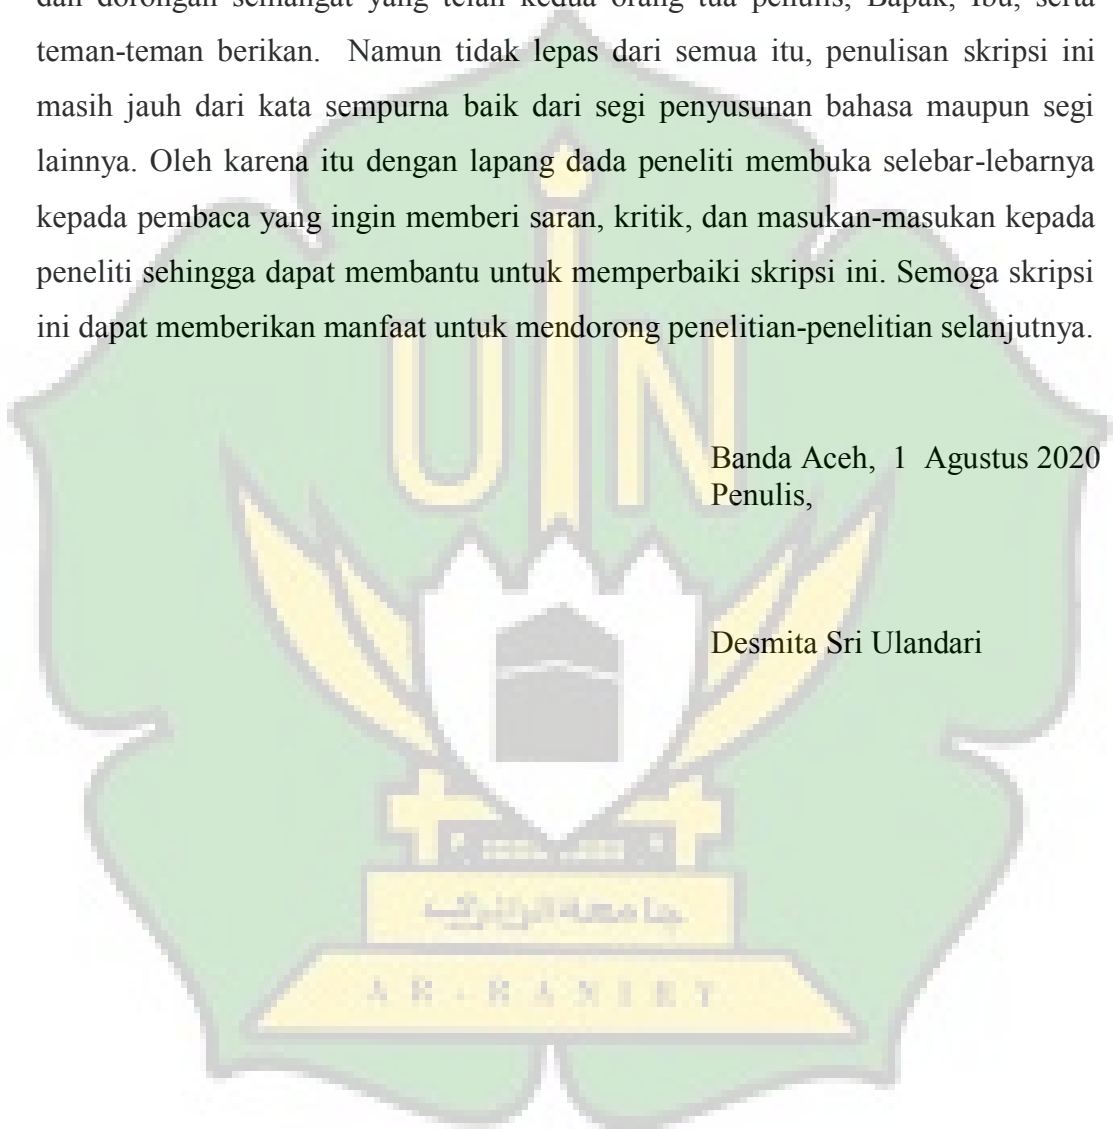 dan dorongan semangat yang telah kedua orang tua penulis, Bapak, Ibu, serta
teman-teman berikan. Namun tidak lepas dari semua itu, penulisan skripsi ini
masih jauh dari kata sempurna baik dari segi penyusunan bahasa maupun segi
lainnya. Oleh karena itu dengan lapang dada peneliti membuka selebar-lebarnya
kepada pembaca yang ingin memberi saran, kritik, dan masukan-masukan kepada
peneliti sehingga dapat membantu untuk memperbaiki skripsi ini. Semoga skripsi
ini dapat memberikan manfaat untuk mendorong penelitian-penelitian selanjutnya.
UIN
Banda Aceh, 1 Agustus 2020
Penulis,
Desmita Sri Ulandari
جامعة الرانيري
AR-RANIRY